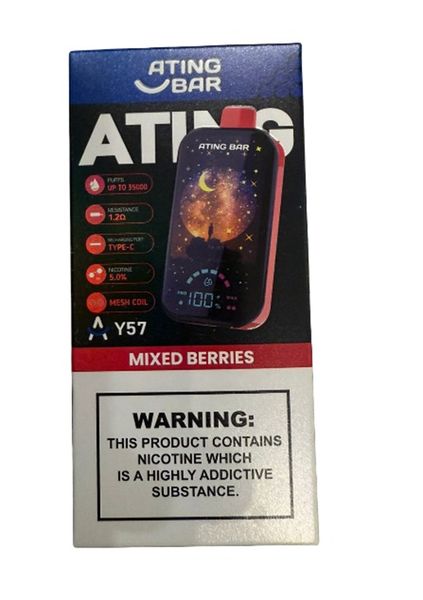 ATING
BAR
ATING
ATING BAR
PUFFS
UP TO 35000
RESISTANCE
1.2Ω
RECHARGING PORT
TYPE-C
NICOTINE
5.0%
MESH COIL
100%
Y57
MIXED BERRIES
WARNING:
THIS PRODUCT CONTAINS
NICOTINE WHICH
IS A HIGHLY ADDICTIVE
SUBSTANCE.